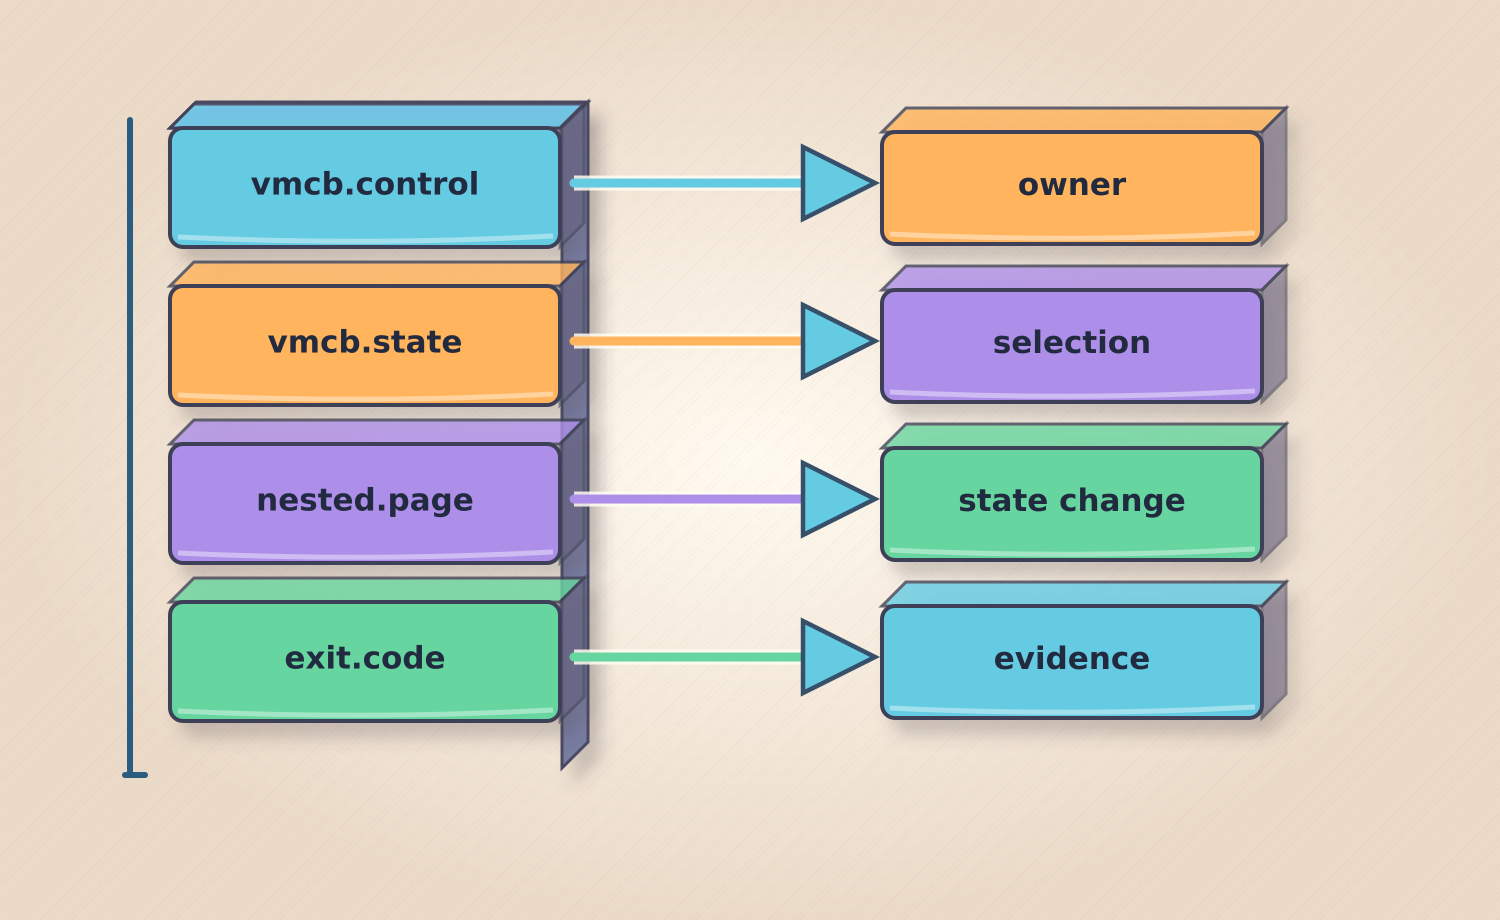 vmcb.control
owner
vmcb.state
selection
nested.page
state change
exit.code
evidence